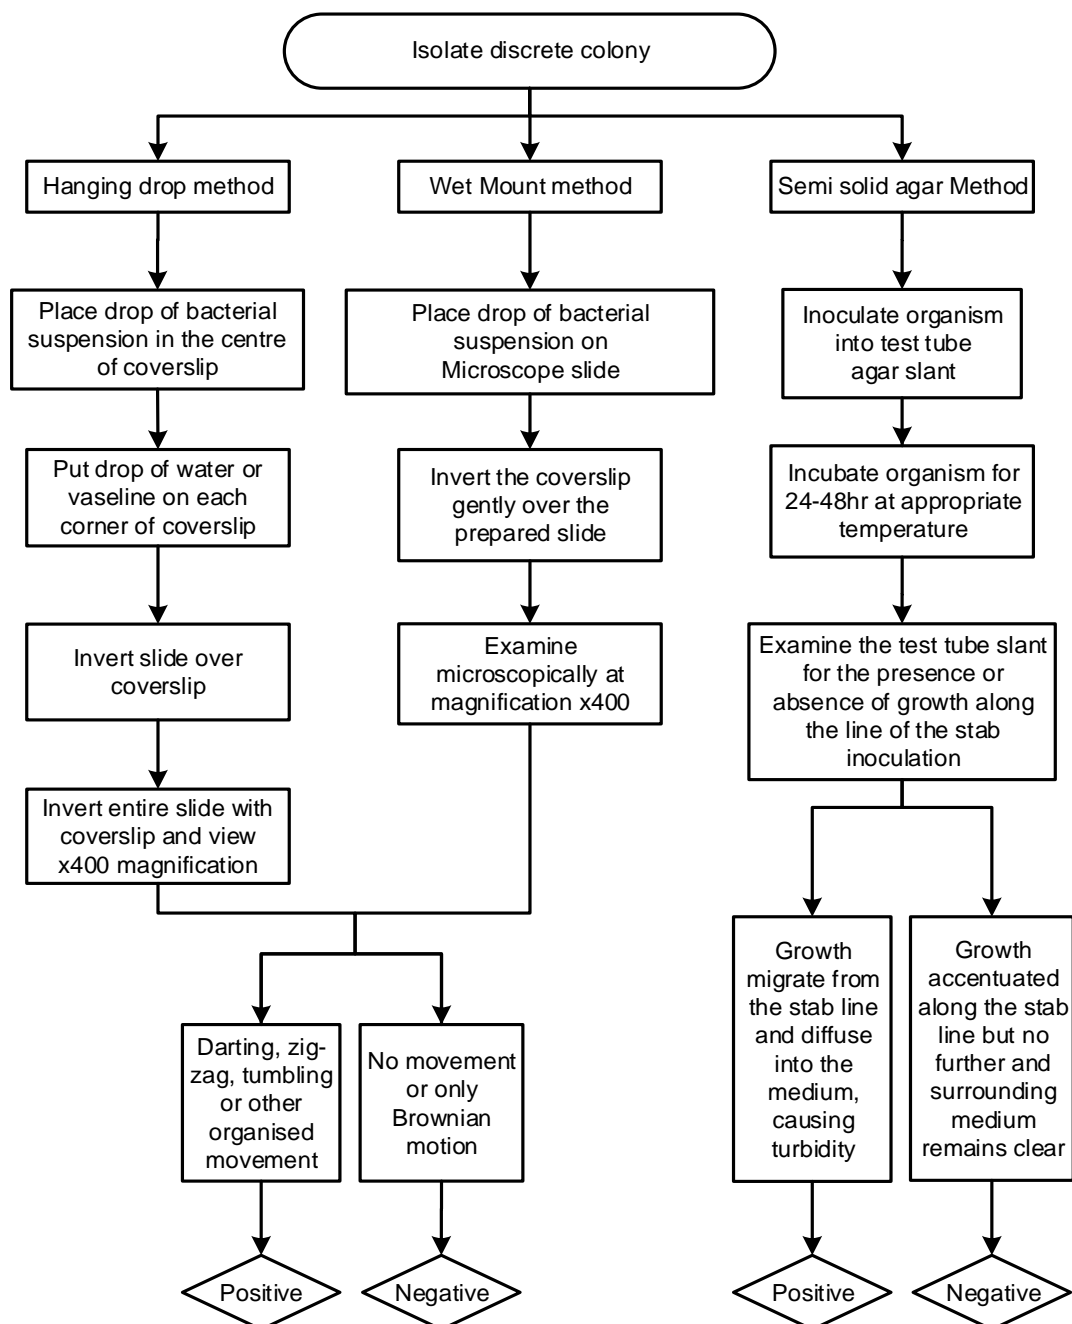 Isolate discrete colony
Hanging drop method
Wet Mount method
Semi solid agar Method
Place drop of bacterial
suspension in the centre
of coverslip
Place drop of bacterial
suspension on
Microscope slide
Inoculate organism
into test tube
agar slant
Put drop of water or
vaseline on each
corner of coverslip
Invert the coverslip
gently over the
prepared slide
Incubate organism for
24-48hr at appropriate
temperature
Invert slide over
coverslip
Examine
microscopically at
magnification x400
Examine the test tube slant
for the presence or
absence of growth along
the line of the stab
inoculation
Invert entire slide with
coverslip and view
x400 magnification
Darting, zig-
zag, tumbling
or other
organised
movement
No movement
or only
Brownian
motion
Growth
migrate from
the stab line
and diffuse
into the
medium,
causing
turbidity
Growth
accentuated
along the stab
line but no
further and
surrounding
medium
remains clear
Positive
Negative
Positive
Negative